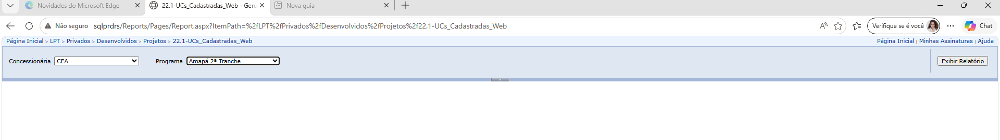 Novidades do Microsoft Edge
22.1-UCs_Cadastradas_Web - Gere
Nova guia
Não seguro
sqlprdrs/Reports/Pages/Report.aspx?ItemPath=%2fLPT%2fPrivados%2fDesenvolvidos%2fProjetos%2f22.1-UCs_Cadastradas_Web
Verifique se é você
Chat
Página Inicial > LPT > Privados > Desenvolvidos > Projetos > 22.1-UCs_Cadastradas_Web
Página Inicial | Minhas Assinaturas | Ajuda
Concessionária CEA Programa Amapá 2ª Tranche Exibir Relatório